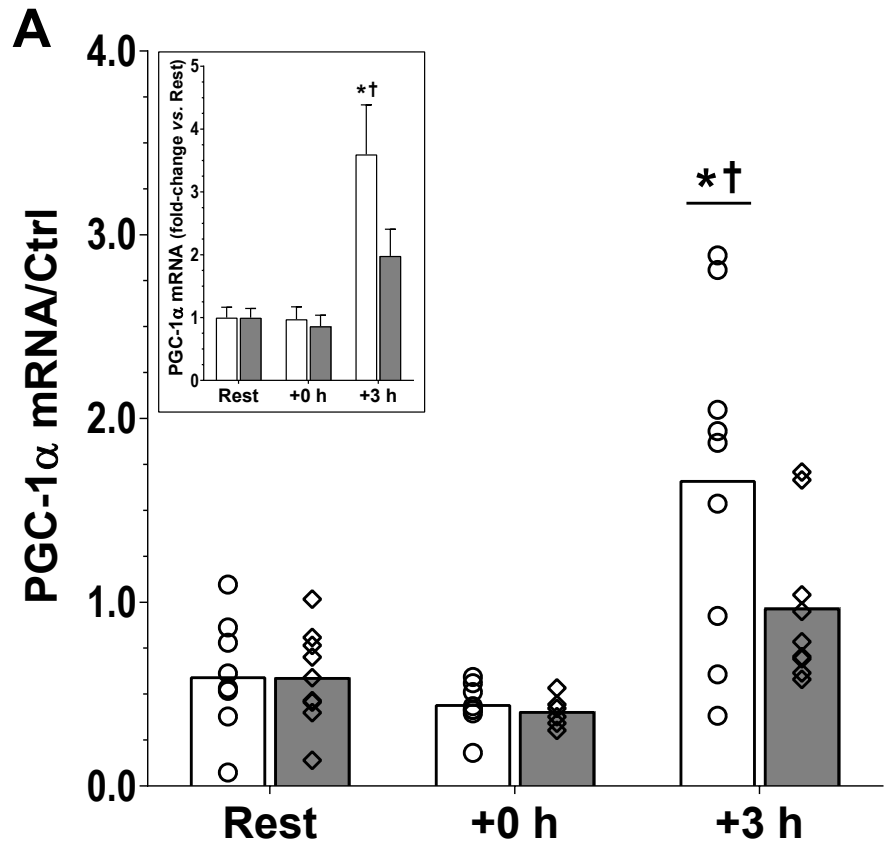 A
PGC-1α mRNA/Ctrl
4.0
3.0
2.0
1.0
0.0
*†
Rest
+0 h
+3 h
PGC-1α mRNA (fold-change vs. Rest)
5
4
3
2
1
0
*†
Rest
+0 h
+3 h